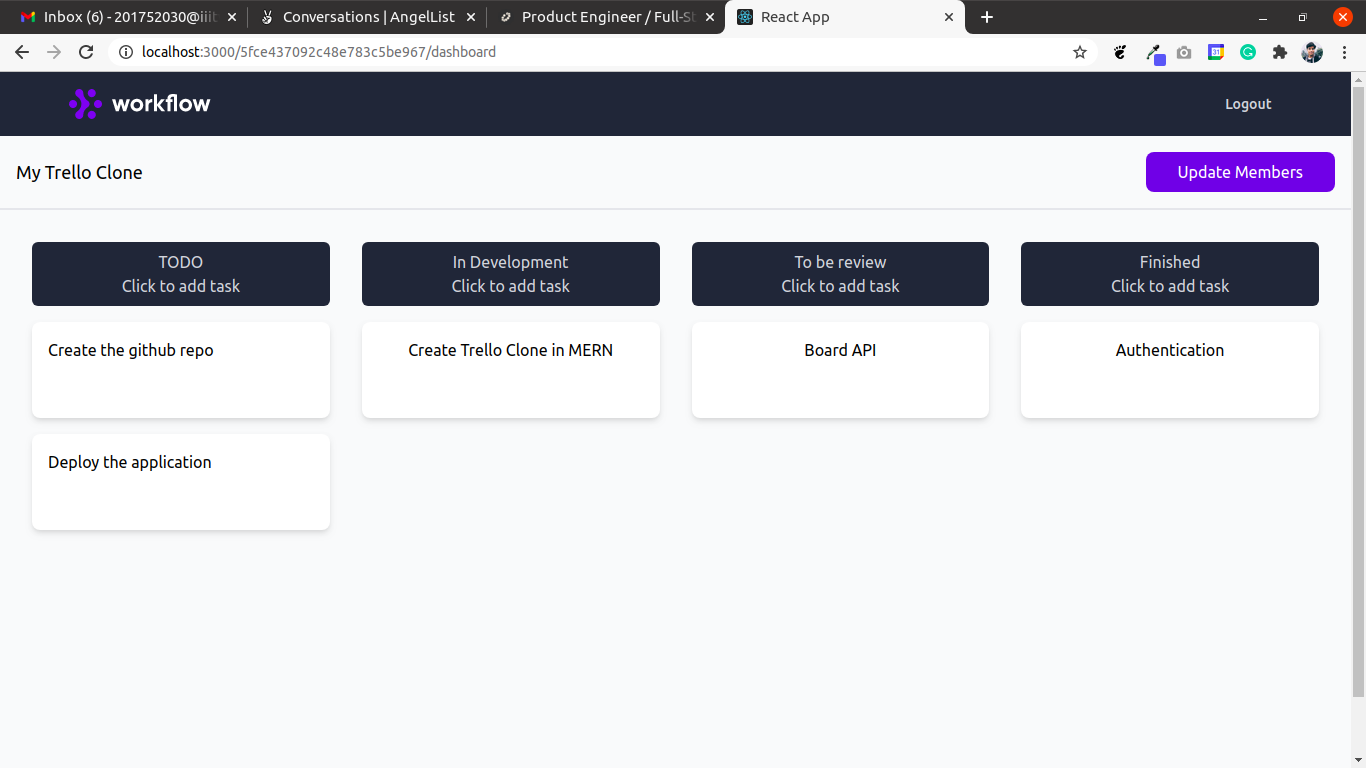 Inbox (6) - 201752030@iiit
Conversations | AngelList
Product Engineer / Full-St
React App
localhost:3000/5fce437092c48e783c5be967/dashboard
31
workflow
Logout
My Trello Clone
Update Members
TODO
Click to add task
In Development
Click to add task
To be review
Click to add task
Finished
Click to add task
Create the github repo
Create Trello Clone in MERN
Board API
Authentication
Deploy the application